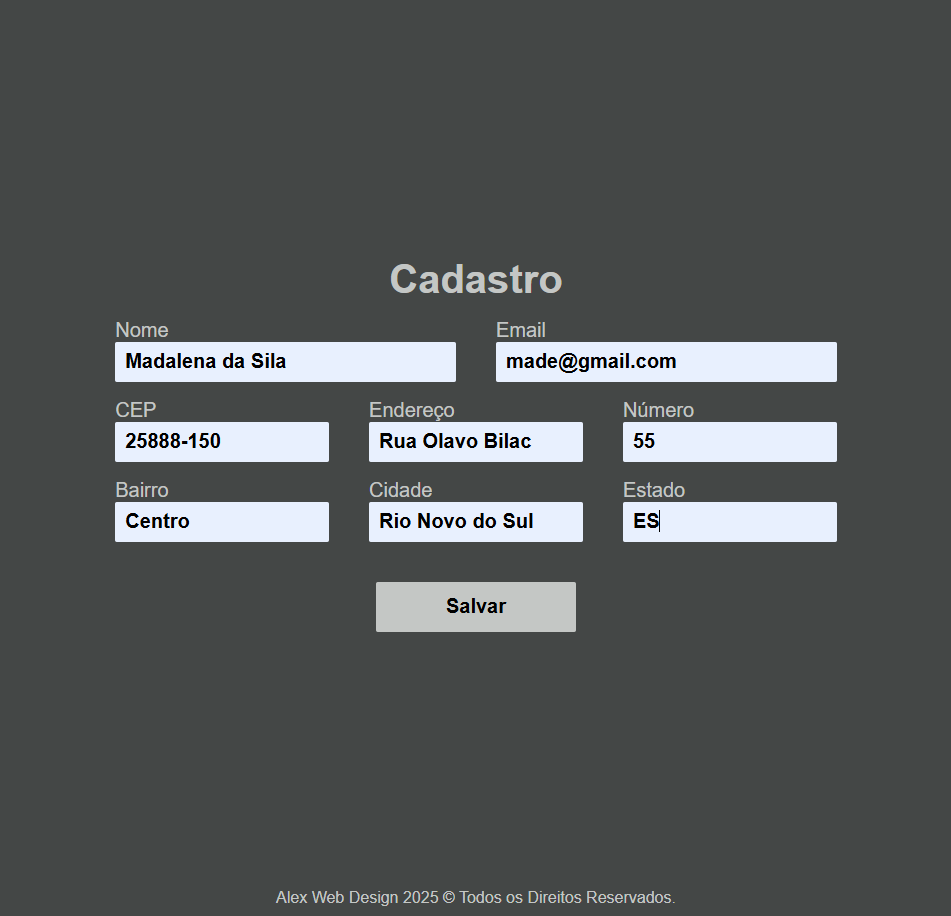 Cadastro
Nome Email
Madalena da Sila made@gmail.com
CEP Endereço Número
25888-150 Rua Olavo Bilac 55
Bairro Cidade Estado
Centro Rio Novo do Sul ES
Salvar
Alex Web Design 2025 © Todos os Direitos Reservados.